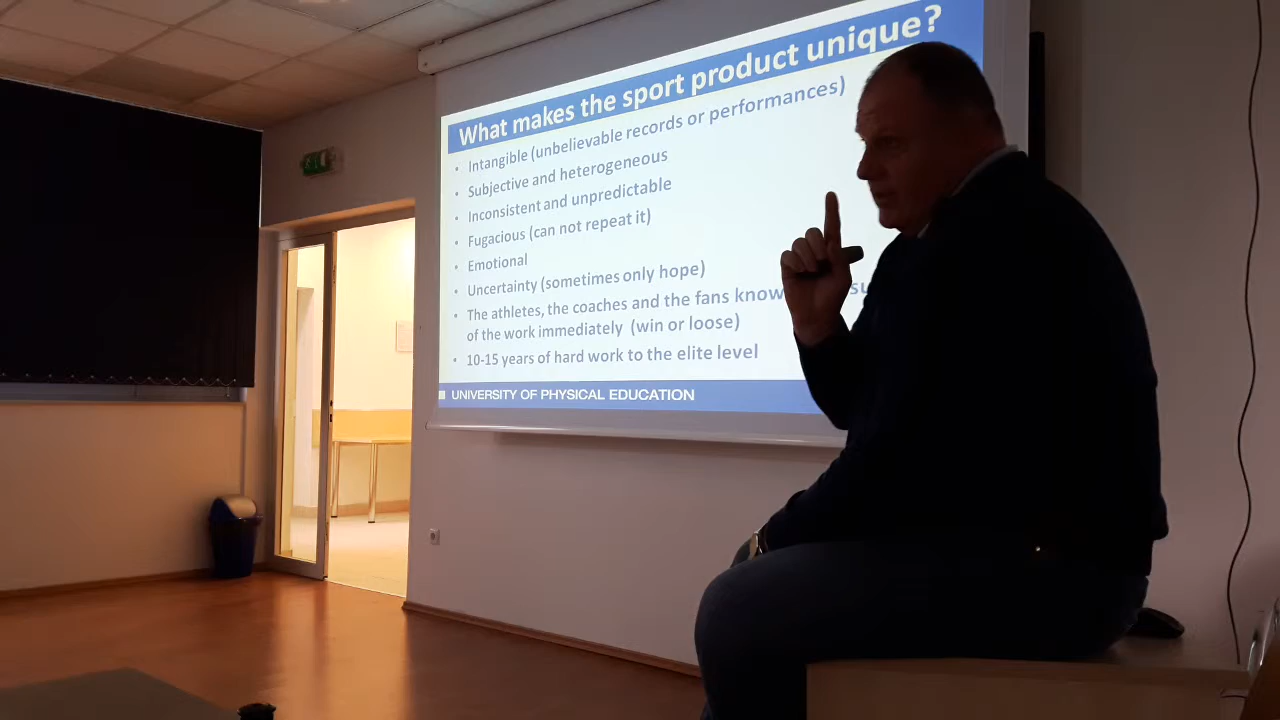 What makes the sport product unique?
• Intangible (unbelievable records or performances)
• Subjective and heterogeneous
• Inconsistent and unpredictable
• Fugacious (can not repeat it)
• Emotional
• Uncertainty (sometimes only hope)
• The athletes, the coaches and the fans know
of the work immediately (win or loose)
• 10-15 years of hard work to the elite level
UNIVERSITY OF PHYSICAL EDUCATION